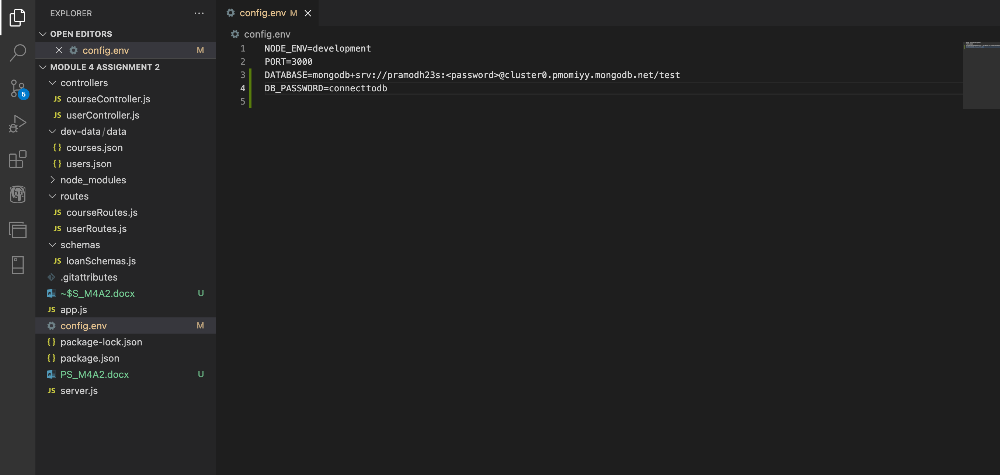 EXPLORER
OPEN EDITORS
config.env M
MODULE 4 ASSIGNMENT 2
controllers
JS courseController.js
JS userController.js
dev-data/data
{} courses.json
{} users.json
node_modules
routes
JS courseRoutes.js
JS userRoutes.js
schemas
JS loanSchemas.js
.gitattributes
~$S_M4A2.docx U
JS app.js
config.env M
{} package-lock.json
{} package.json
PS_M4A2.docx U
JS server.js
5
config.env M
config.env
1 NODE_ENV=development
2 PORT=3000
3 DATABASE=mongodb+srv://pramodh23s:<password>@cluster0.pmomiyy.mongodb.net/test
4 DB_PASSWORD=connecttodb
5